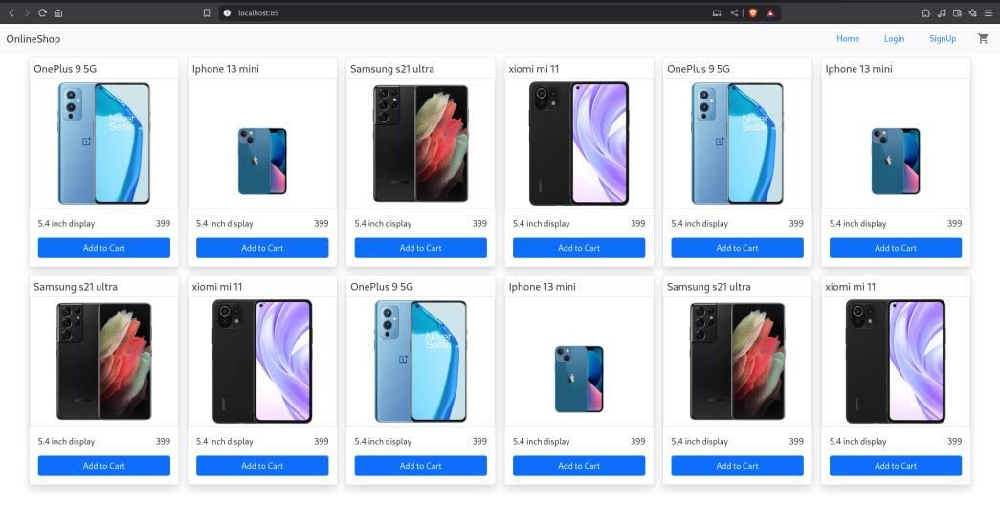 localhost:85
OnlineShop
Home Login SignUp
OnePlus 9 5G Iphone 13 mini Samsung s21 ultra xiomi mi 11 OnePlus 9 5G Iphone 13 mini
Never Never
Settle Settle
5.4 inch display 399 5.4 inch display 399 5.4 inch display 399 5.4 inch display 399 5.4 inch display 399 5.4 inch display 399
Add to Cart Add to Cart Add to Cart Add to Cart Add to Cart Add to Cart
Samsung s21 ultra xiomi mi 11 OnePlus 9 5G Iphone 13 mini Samsung s21 ultra xiomi mi 11
Never
Settle
5.4 inch display 399 5.4 inch display 399 5.4 inch display 399 5.4 inch display 399 5.4 inch display 399 5.4 inch display 399
Add to Cart Add to Cart Add to Cart Add to Cart Add to Cart Add to Cart